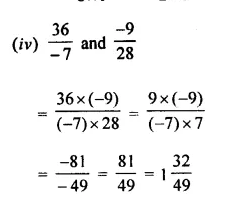 (iv) 36/-7 and -9/28
= 36×(-9)/(-7)×28 = 9×(-9)/(-7)×7
= -81/-49 = 81/49 = 1 32/49